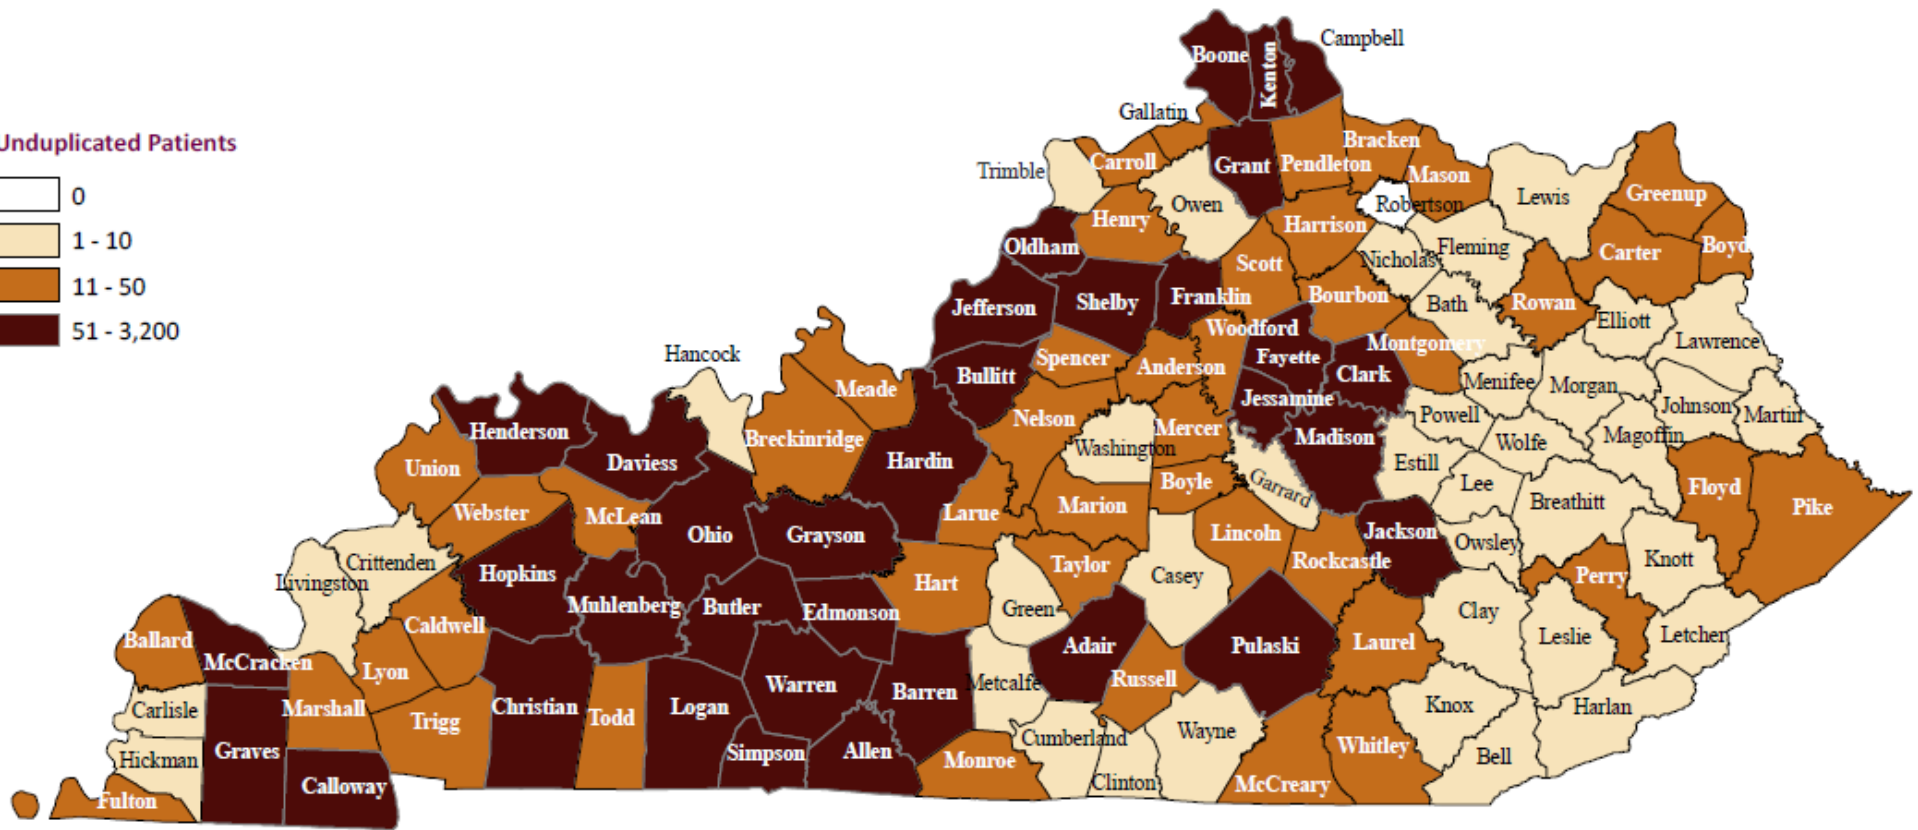 Unduplicated Patients
0
1 - 10
11 - 50
51 - 3,200
Boone
Kenton
Campbell
Gallatin
Trimble
Carroll
Grant
Pendleton
Bracken
Mason
Owen
Robertson
Lewis
Greenup
Henry
Harrison
Oldham
Nicholas
Fleming
Carter
Boyd
Scott
Jefferson
Shelby
Franklin
Bourbon
Bath
Rowan
Elliott
Lawrence
Woodford
Montgomery
Hancock
Spencer
Anderson
Fayette
Clark
Menifee
Morgan
Meade
Bullitt
Jessamine
Powell
Johnson
Martin
Henderson
Breckinridge
Nelson
Washington
Mercer
Madison
Wolfe
Magoffin
Union
Daviess
Hardin
Boyle
Garrard
Estill
Lee
Breathitt
Floyd
Pike
Webster
McLean
Ohio
Grayson
Larue
Marion
Lincoln
Jackson
Owsley
Crittenden
Livingston
Hopkins
Hart
Taylor
Casey
Rockcastle
Perry
Knott
Muhlenberg
Butler
Edmonson
Green
Clay
Leslie
Letcher
Ballard
Caldwell
McCracken
Lyon
Adair
Pulaski
Laurel
Carlisle
Marshall
Trigg
Christian
Todd
Logan
Warren
Barren
Metcalfe
Russell
Knox
Harlan
Hickman
Graves
Simpson
Allen
Monroe
Cumberland
Wayne
Whitley
Bell
Fulton
Calloway
Clinton
McCreary